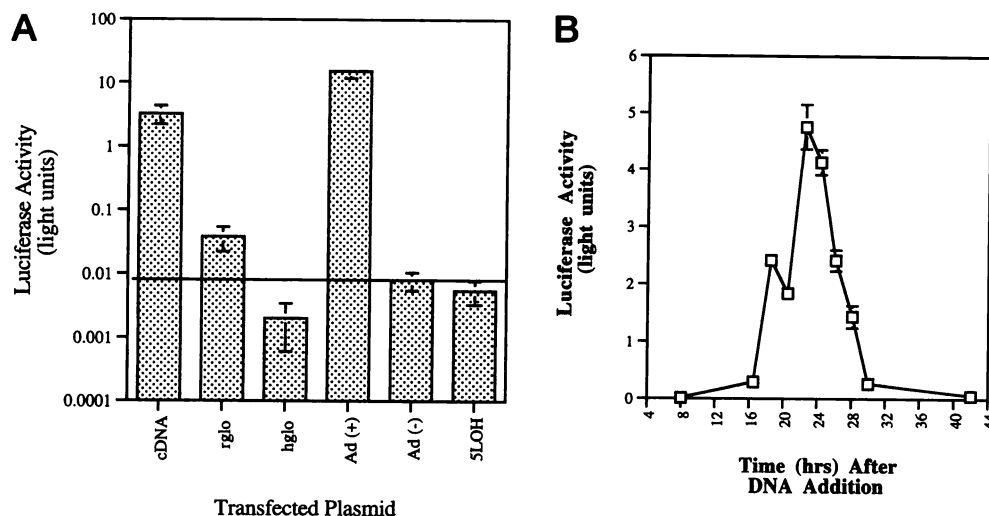 A
Luciferase Activity
(light units)
100
10
1
0.1
0.01
0.001
0.0001
cDNA
rglo
hglo
Ad (+)
Ad (-)
5LOH
Transfected Plasmid
B
Luciferase Activity
(light units)
6
5
4
3
2
1
0
4
8
12
16
20
24
28
32
36
40
44
Time (hrs) After
DNA Addition